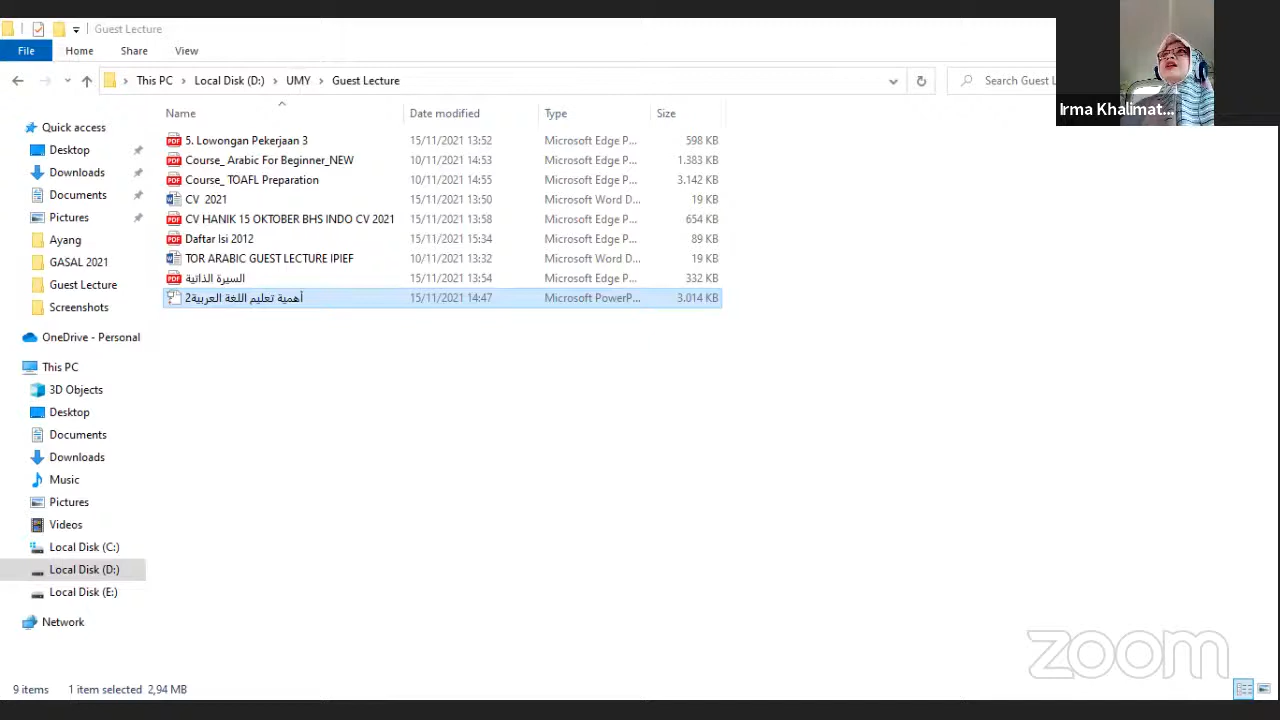 Guest Lecture
File Home Share View
This PC Local Disk (D:) UMY Guest Lecture
Search Guest L
Irma Khalimat...
Name Date modified Type Size
Quick access
Desktop
Downloads
Documents
Pictures
Ayang
GASAL 2021
Guest Lecture
Screenshots
OneDrive - Personal
This PC
3D Objects
Desktop
Documents
Downloads
Music
Pictures
Videos
Local Disk (C:)
Local Disk (D:)
Local Disk (E:)
Network
5. Lowongan Pekerjaan 3 15/11/2021 13:52 Microsoft Edge P... 598 KB
Course_ Arabic For Beginner_NEW 10/11/2021 14:53 Microsoft Edge P... 1.383 KB
Course_ TOAFL Preparation 10/11/2021 14:55 Microsoft Edge P... 3.142 KB
CV 2021 15/11/2021 13:50 Microsoft Word D... 19 KB
CV HANIK 15 OKTOBER BHS INDO CV 2021 15/11/2021 13:58 Microsoft Edge P... 654 KB
Daftar Isi 2012 15/11/2021 15:34 Microsoft Edge P... 89 KB
TOR ARABIC GUEST LECTURE IPIEF 10/11/2021 13:32 Microsoft Word D... 19 KB
السيرة الذاتية 15/11/2021 13:54 Microsoft Edge P... 332 KB
أهمية تعليم اللغة العربية2 15/11/2021 14:47 Microsoft PowerP... 3.014 KB
zoom
9 items 1 item selected 2,94 MB